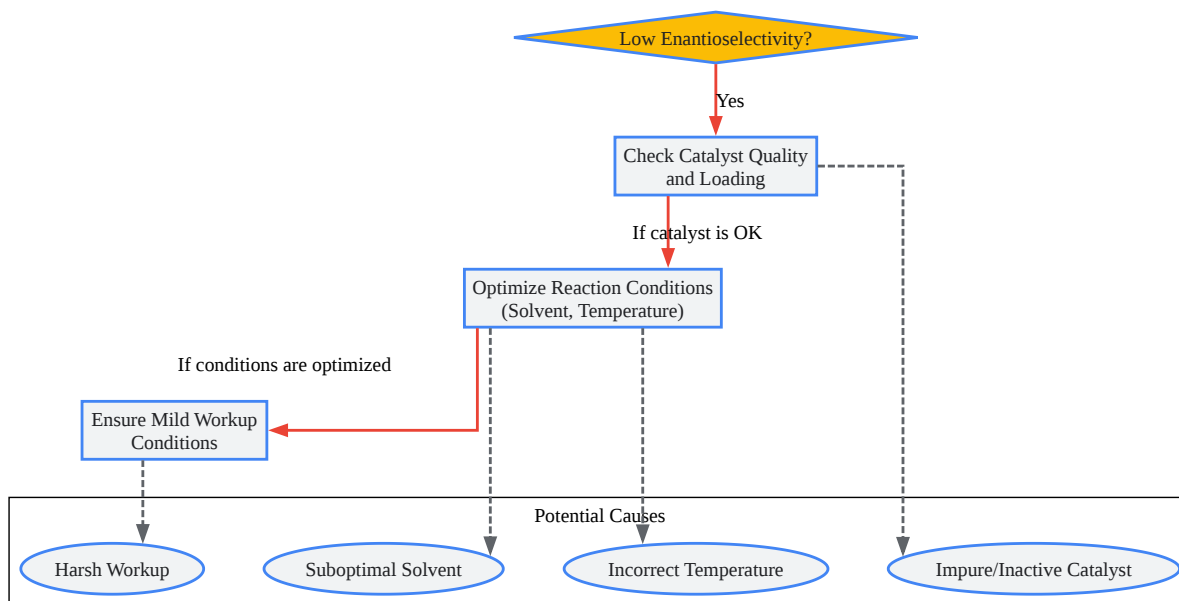 Low Enantioselectivity?
Yes
Check Catalyst Quality
and Loading
If catalyst is OK
Optimize Reaction Conditions
(Solvent, Temperature)
If conditions are optimized
Ensure Mild Workup
Conditions
Potential Causes
Harsh Workup
Suboptimal Solvent
Incorrect Temperature
Impure/Inactive Catalyst